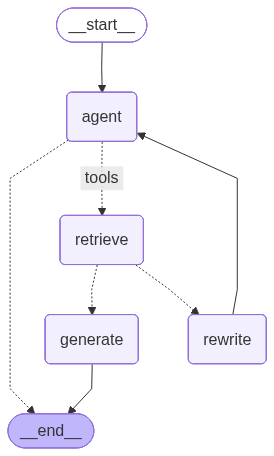 __start__
agent
tools
retrieve
generate
rewrite
__end__